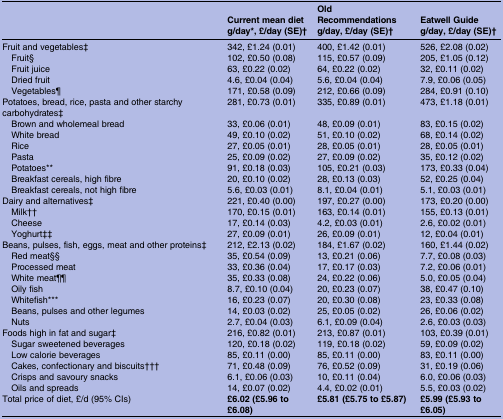 Current mean diet g/day*, £/day (SE)† Old Recommendations g/day, £/day (SE)† Eatwell Guide g/day, £/day (SE)†
Fruit and vegetables‡ 342, £1.24 (0.01) 400, £1.42 (0.01) 526, £2.08 (0.02)
Fruit§ 102, £0.50 (0.08) 115, £0.57 (0.09) 205, £1.05 (0.12)
Fruit juice 63, £0.22 (0.02) 64, £0.22 (0.02) 32, £0.11 (0.02)
Dried fruit 4.6, £0.04 (0.04) 5.6, £0.04 (0.04) 7.9, £0.06 (0.05)
Vegetables¶ 171, £0.58 (0.09) 212, £0.66 (0.09) 284, £0.91 (0.10)
Potatoes, bread, rice, pasta and other starchy 281, £0.73 (0.01) 335, £0.89 (0.01) 473, £1.18 (0.01)
carbohydrates‡
Brown and wholemeal bread 33, £0.06 (0.01) 48, £0.09 (0.01) 83, £0.15 (0.02)
White bread 49, £0.10 (0.02) 51, £0.10 (0.02) 68, £0.14 (0.02)
Rice 27, £0.05 (0.01) 28, £0.05 (0.01) 28, £0.05 (0.01)
Pasta 25, £0.09 (0.02) 27, £0.09 (0.02) 35, £0.12 (0.02)
Potatoes** 91, £0.18 (0.03) 105, £0.21 (0.03) 173, £0.33 (0.04)
Breakfast cereals, high fibre 20, £0.10 (0.02) 28, £0.13 (0.03) 52, £0.25 (0.04)
Breakfast cereals, not high fibre 5.6, £0.03 (0.01) 8.1, £0.04 (0.01) 5.1, £0.03 (0.01)
Dairy and alternatives‡ 221, £0.40 (0.00) 197, £0.27 (0.00) 173, £0.20 (0.00)
Milk†† 170, £0.15 (0.01) 163, £0.14 (0.01) 155, £0.13 (0.01)
Cheese 17, £0.14 (0.03) 4.2, £0.03 (0.01) 2.6, £0.02 (0.01)
Yoghurt‡‡ 27, £0.09 (0.01) 26, £0.09 (0.01) 12, £0.04 (0.01)
Beans, pulses, fish, eggs, meat and other proteins‡ 212, £2.13 (0.02) 184, £1.67 (0.02) 160, £1.44 (0.02)
Red meat§§ 35, £0.54 (0.09) 13, £0.21 (0.06) 7.7, £0.08 (0.03)
Processed meat 33, £0.36 (0.04) 17, £0.17 (0.03) 7.2, £0.06 (0.01)
White meat¶¶ 35, £0.33 (0.08) 24, £0.22 (0.06) 5.0, £0.05 (0.04)
Oily fish 8.7, £0.10 (0.04) 20, £0.23 (0.07) 38, £0.47 (0.10)
Whitefish*** 16, £0.23 (0.07) 20, £0.30 (0.08) 23, £0.33 (0.08)
Beans, pulses and other legumes 14, £0.03 (0.02) 25, £0.05 (0.02) 26, £0.06 (0.02)
Nuts 2.7, £0.04 (0.03) 6.1, £0.09 (0.04) 2.6, £0.03 (0.03)
Foods high in fat and sugar‡ 216, £0.82 (0.01) 213, £0.87 (0.01) 103, £0.39 (0.01)
Sugar sweetened beverages 120, £0.18 (0.02) 119, £0.18 (0.02) 59, £0.09 (0.02)
Low calorie beverages 85, £0.11 (0.00) 85, £0.11 (0.00) 83, £0.11 (0.00)
Cakes, confectionary and biscuits††† 71, £0.48 (0.09) 76, £0.52 (0.09) 31, £0.19 (0.06)
Crisps and savoury snacks 6.1, £0.06 (0.03) 10, £0.11 (0.04) 6.0, £0.06 (0.03)
Oils and spreads 14, £0.07 (0.02) 4.4, £0.02 (0.01) 5.5, £0.03 (0.02)
Total price of diet, £/d (95% CIs) £6.02 (£5.96 to £5.81 (£5.75 to £5.87) £5.99 (£5.93 to
£6.08) £6.05)